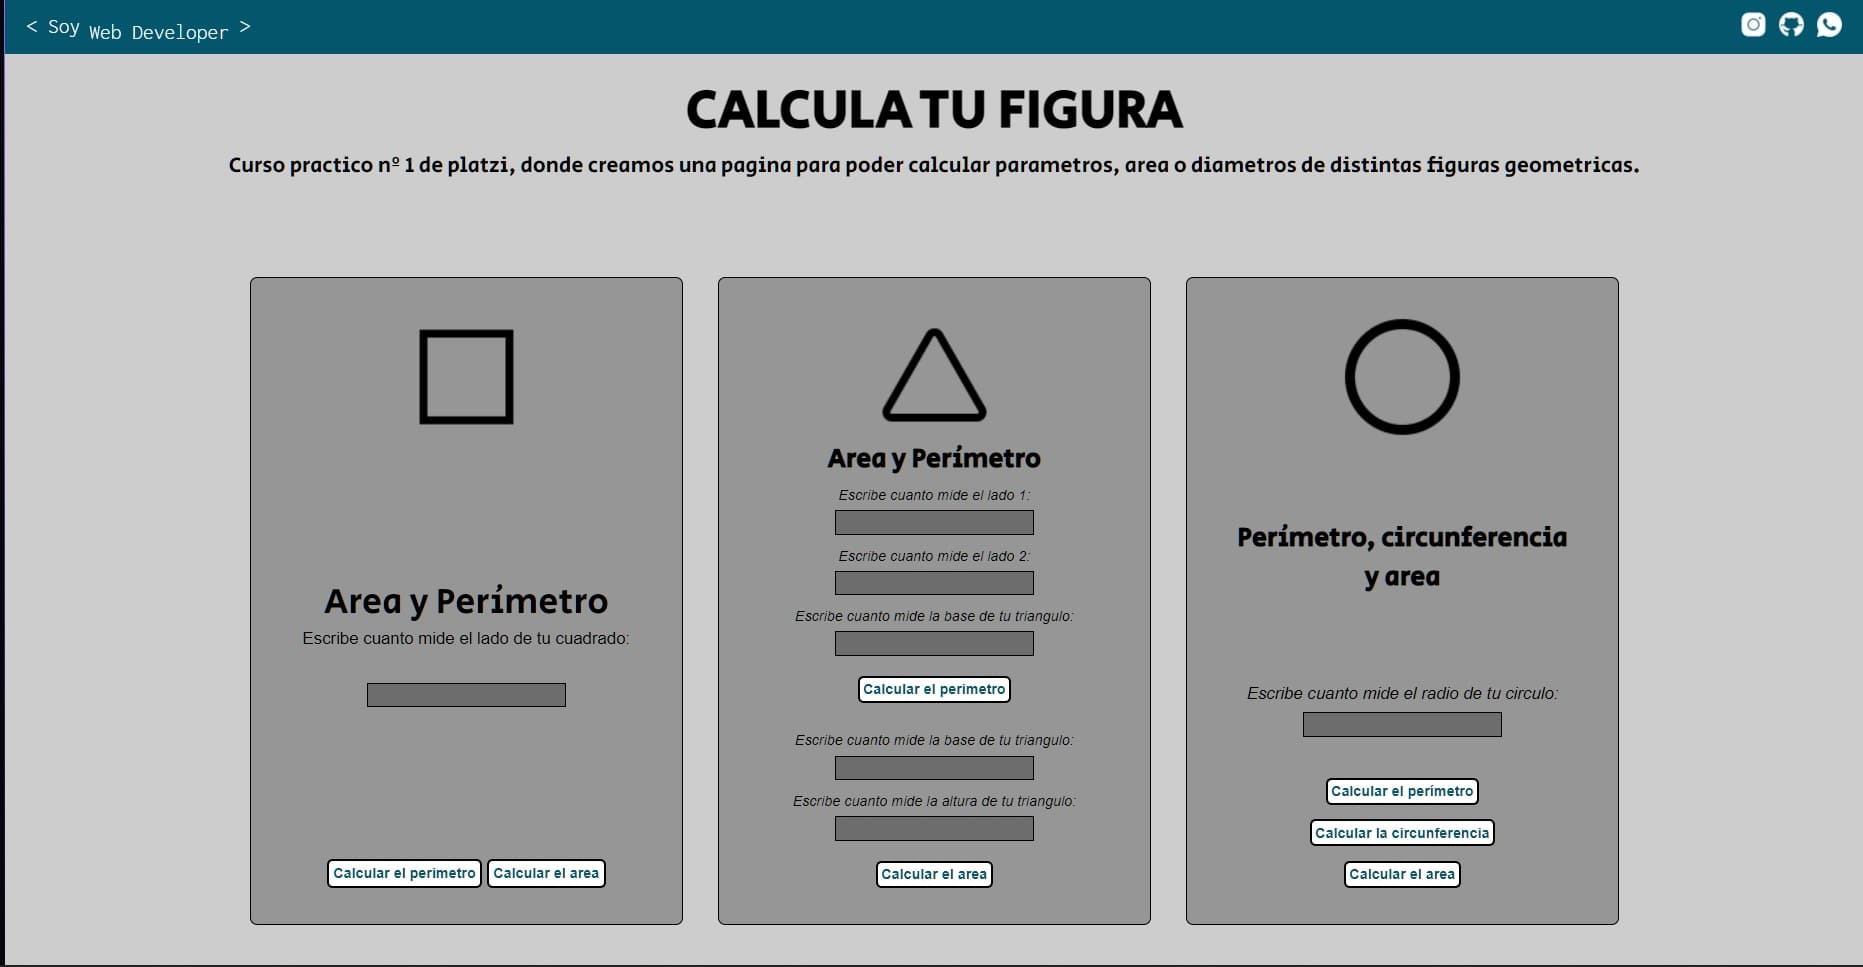 < Soy Web Developer >
CALCULA TU FIGURA
Curso practico nº 1 de platzi, donde creamos una pagina para poder calcular parametros, area o diametros de distintas figuras geometricas.
Area y Perímetro
Escribe cuanto mide el lado de tu cuadrado:
Calcular el perimetro Calcular el area
Area y Perímetro
Escribe cuanto mide el lado 1:
Escribe cuanto mide el lado 2:
Escribe cuanto mide la base de tu triangulo:
Calcular el perimetro
Escribe cuanto mide la base de tu triangulo:
Escribe cuanto mide la altura de tu triangulo:
Calcular el area
Perímetro, circunferencia
y area
Escribe cuanto mide el radio de tu circulo:
Calcular el perímetro
Calcular la circunferencia
Calcular el area